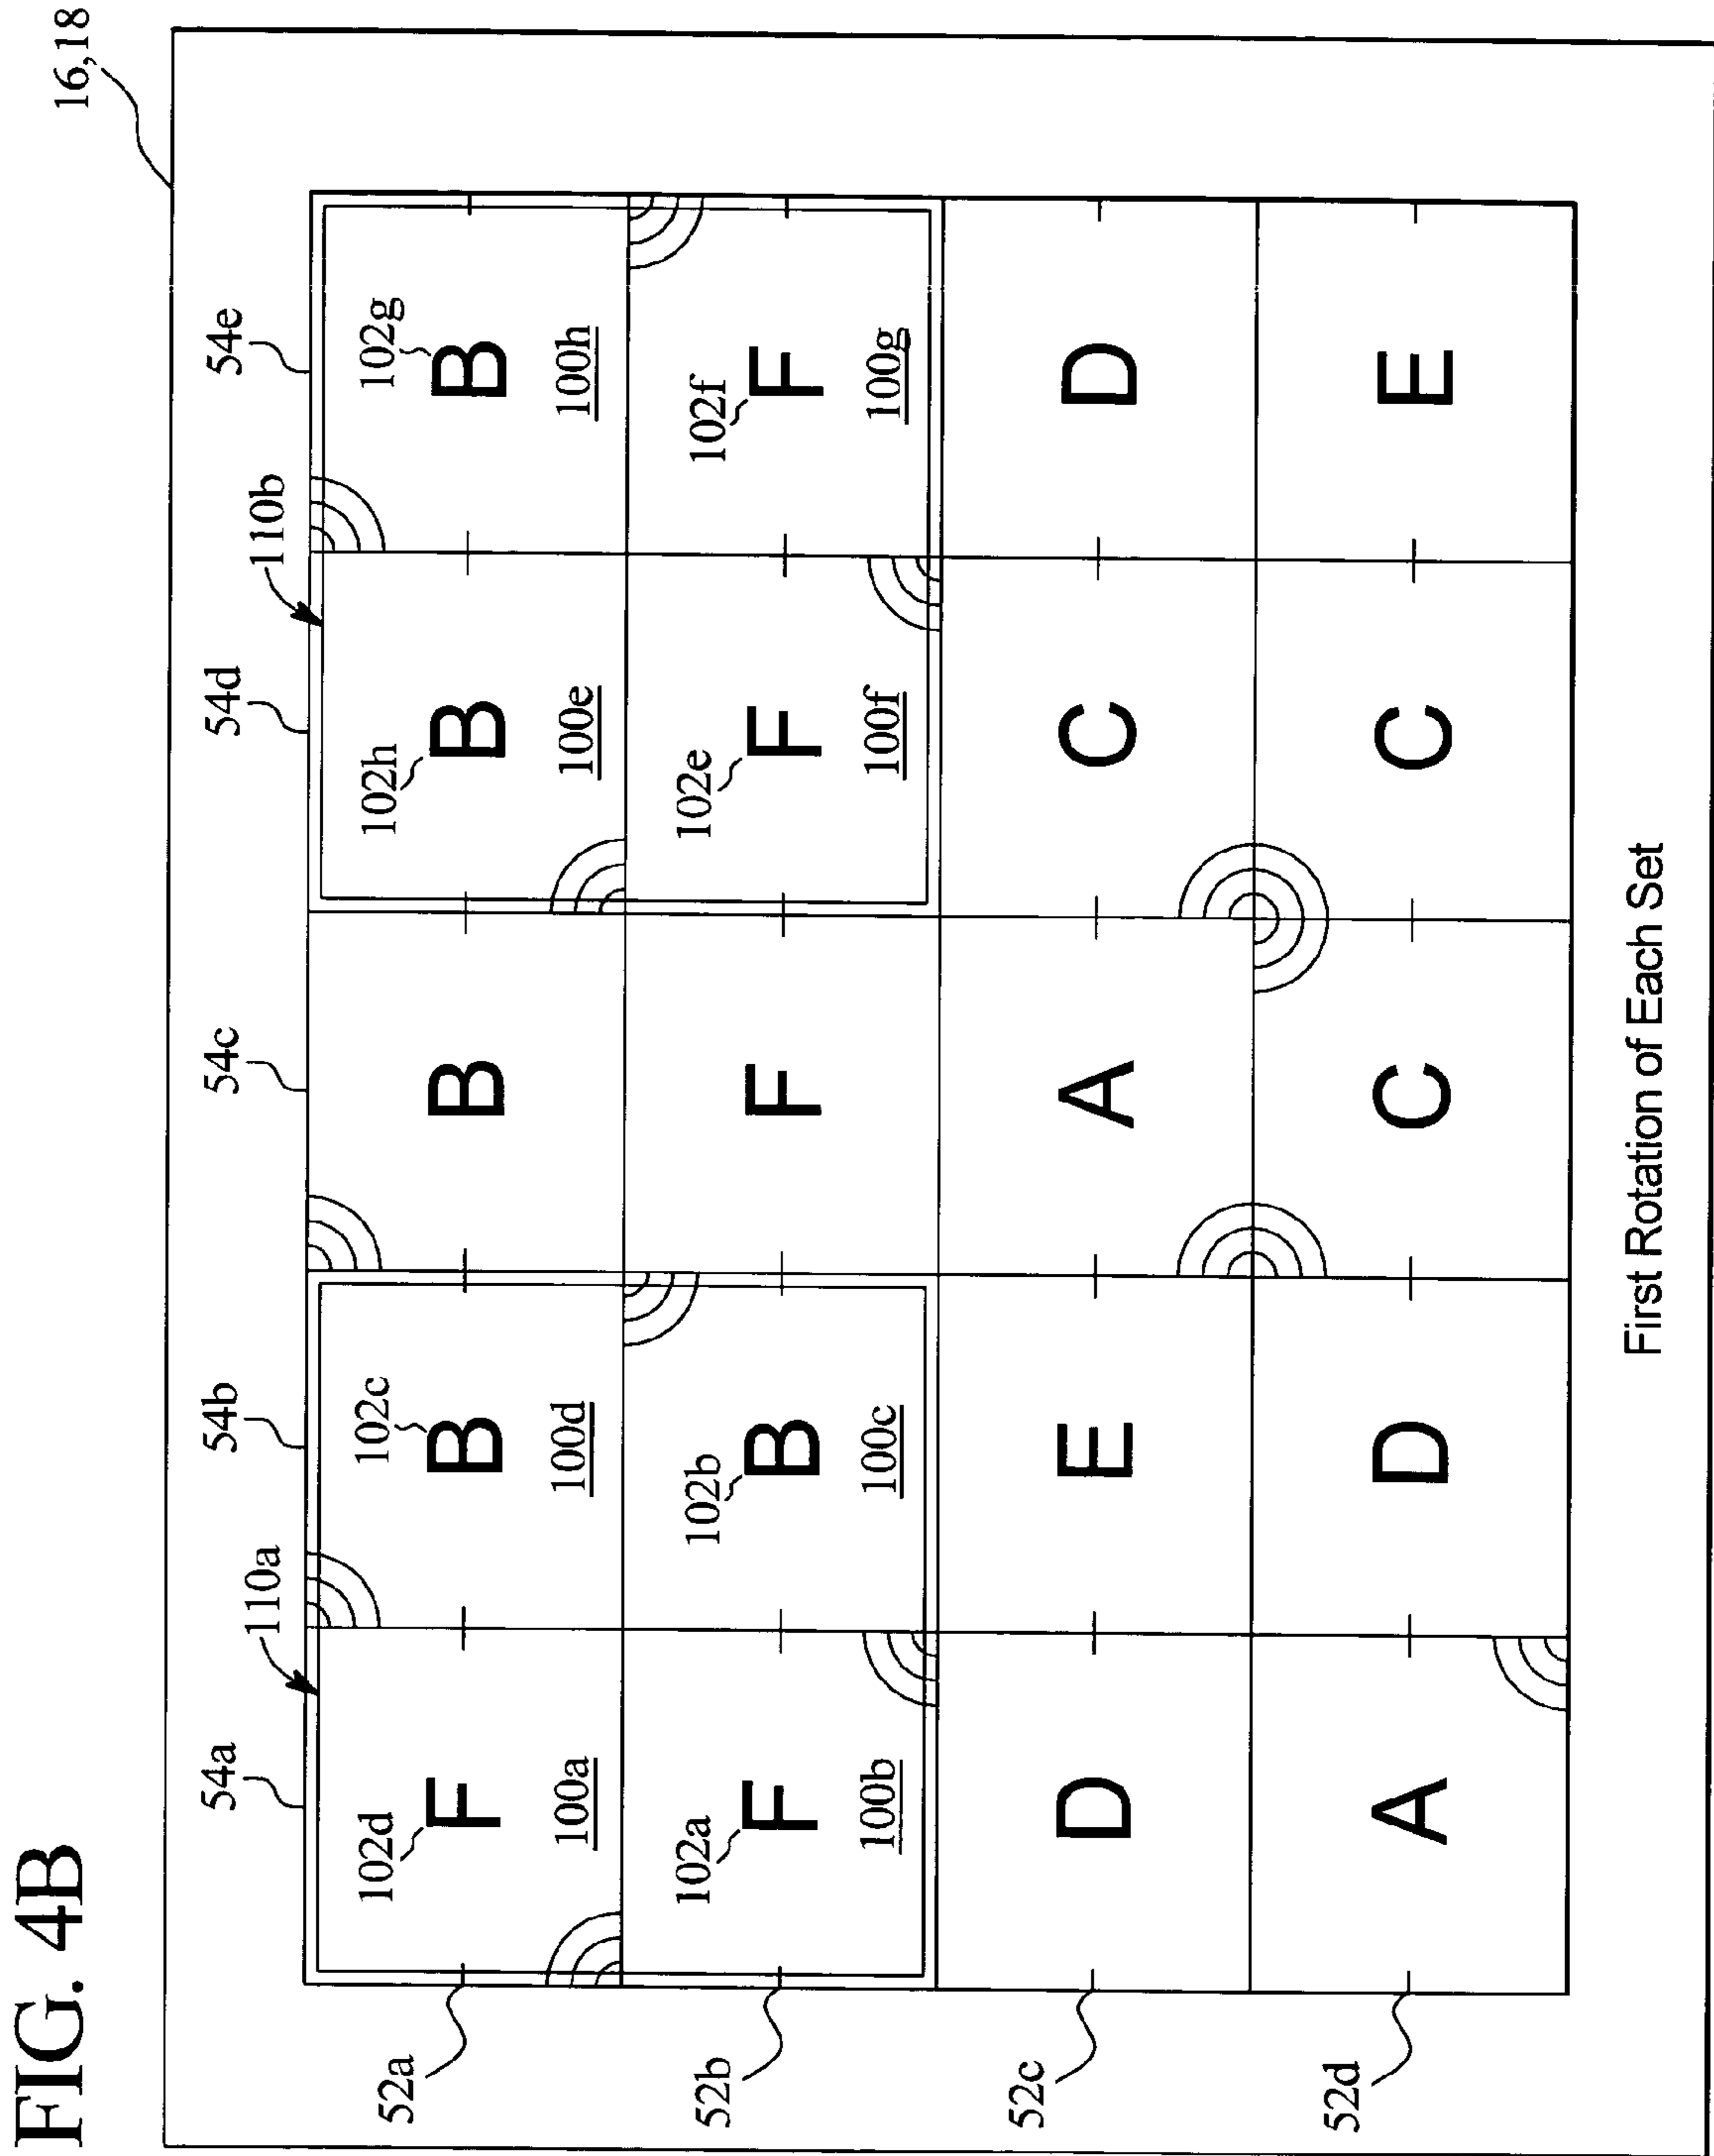 FIG. 4B
16,18
54a 54b 54c 54d 54e
110a 110b
52a
102d 102c 102h 102g
F B B B B
100a 100d 100e 100h
52b
102a 102b 102e 102f
F B F F F
100b 100c 100f 100g
52c
D E A C D
52d
A D C C E
First Rotation of Each Set